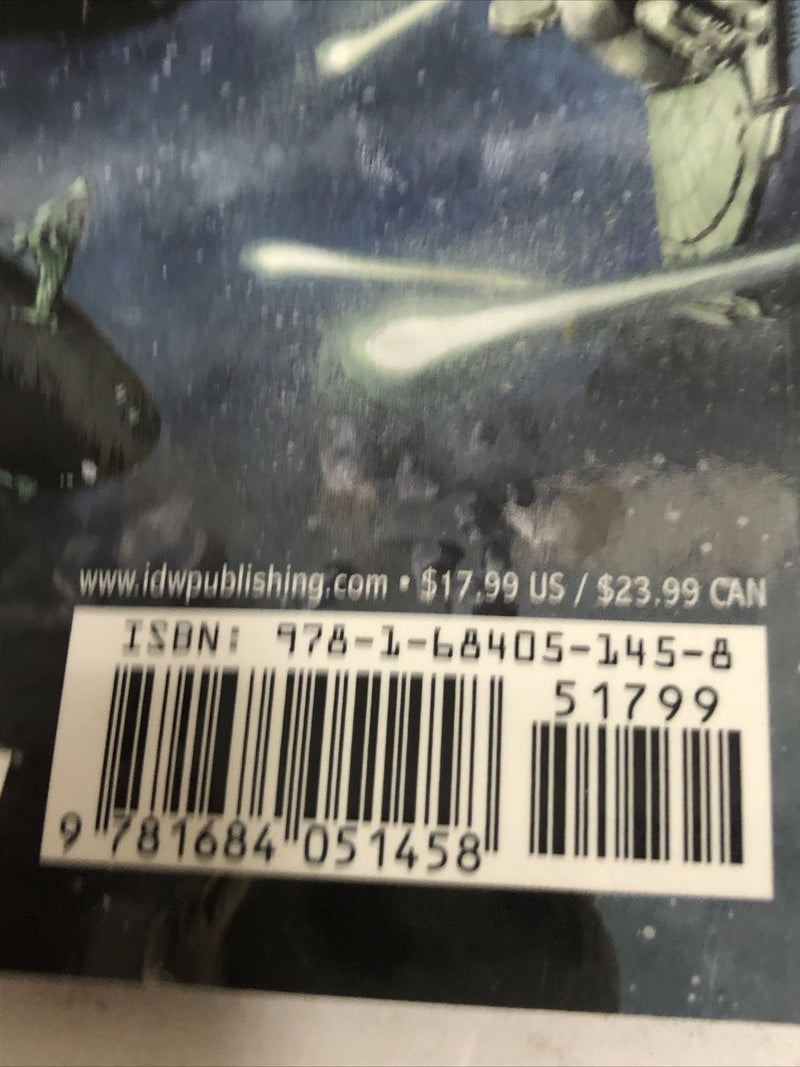 www.idwpublishing.com • $17.99 US / $23.99 CAN
ISBN: 978-1-68405-145-8
51799
9 781684 051458